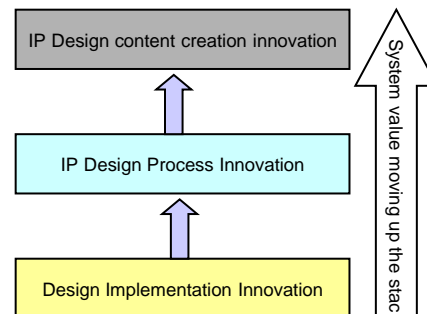 IP Design content creation innovation
IP Design Process Innovation
Design Implementation Innovation
System value moving up the stac